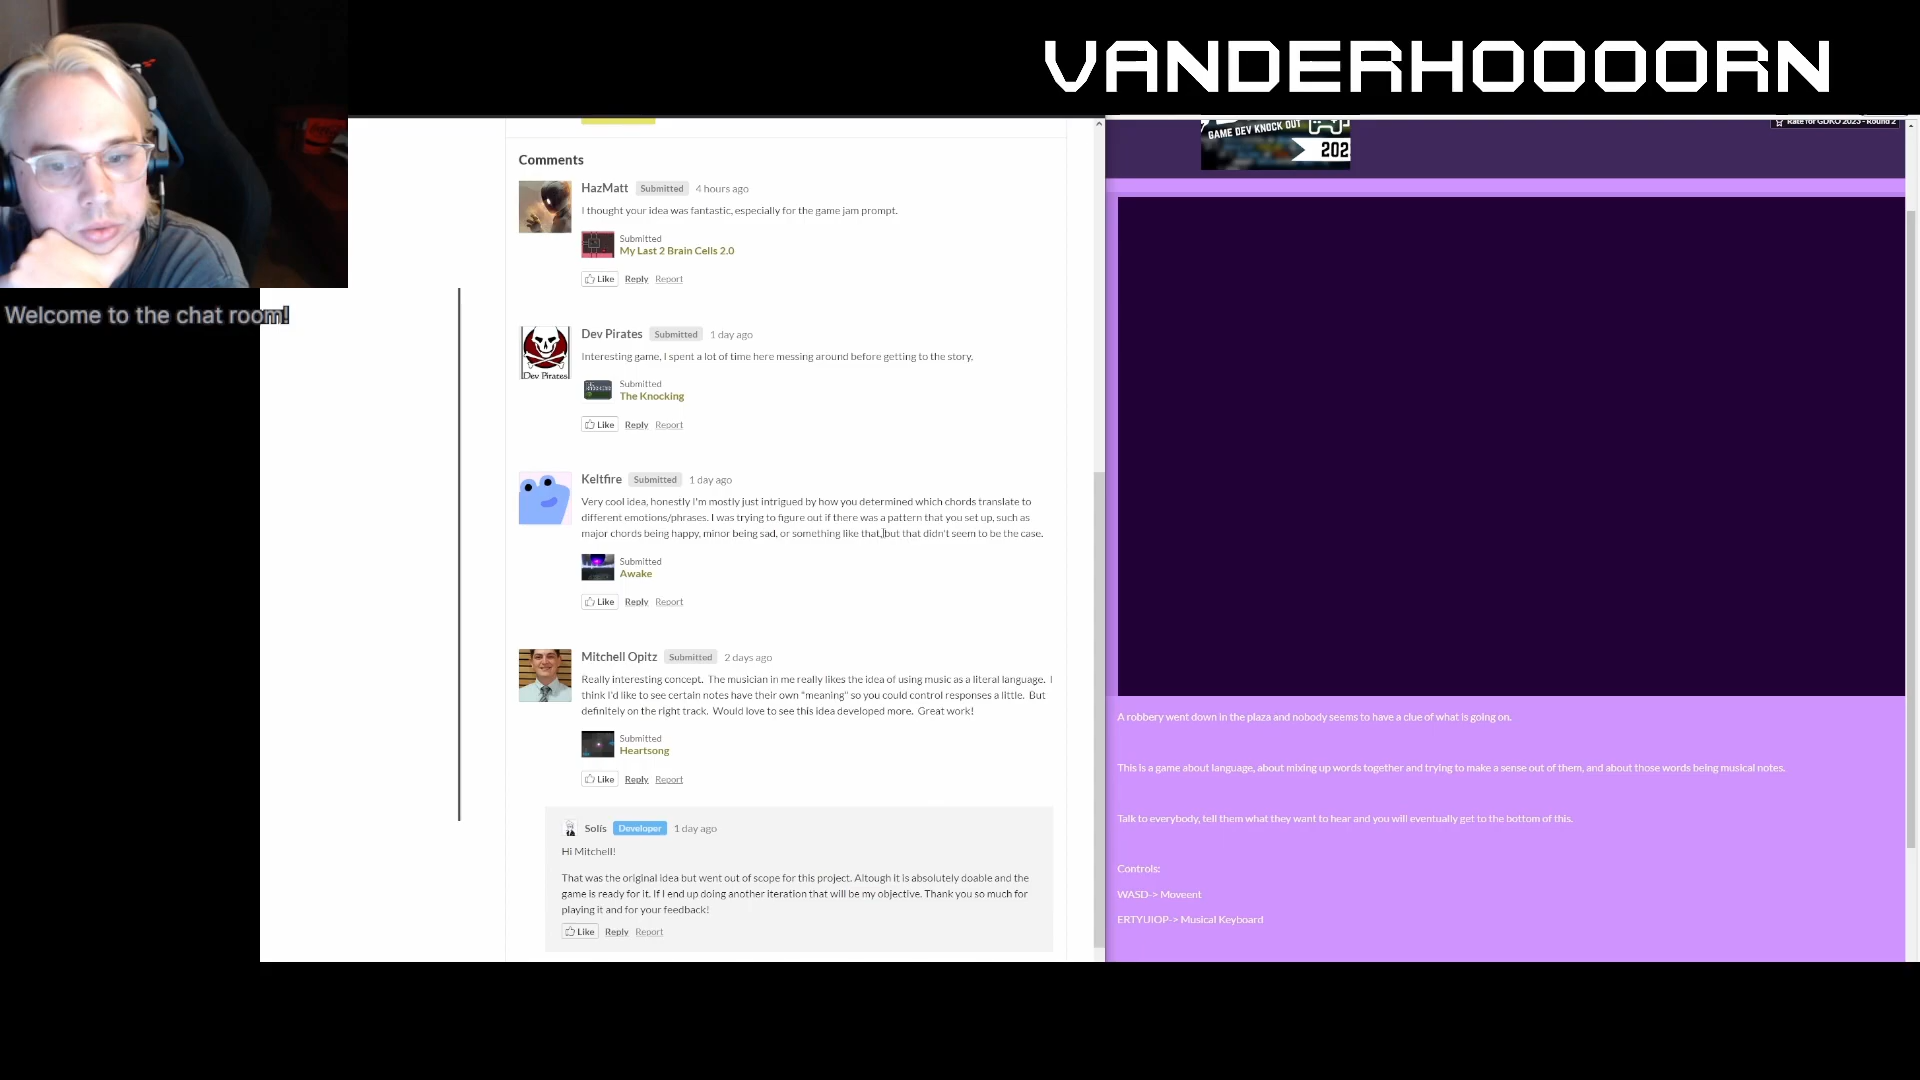 VANDERHOOOORN
Welcome to the chat room!
Comments
HazMatt Submitted 4 hours ago
I thought your idea was fantastic, especially for the game jam prompt.
Submitted
My Last 2 Brain Cells 2.0
Like Reply Report
Dev Pirates Submitted 1 day ago
Interesting game, I spent a lot of time here messing around before getting to the story.
Dev Pirates
Submitted
The Knocking
Like Reply Report
Keltfire Submitted 1 day ago
Very cool idea, honestly I'm mostly just intrigued by how you determined which chords translate to
different emotions/phrases. I was trying to figure out if there was a pattern that you set up, such as
major chords being happy, minor being sad, or something like that, but that didn't seem to be the case.
Submitted
Awake
Like Reply Report
Mitchell Opitz Submitted 2 days ago
Really interesting concept. The musician in me really likes the idea of using music as a literal language. I
think I'd like to see certain notes have their own "meaning" so you could control responses a little. But
definitely on the right track. Would love to see this idea developed more. Great work!
Submitted
Heartsong
Like Reply Report
Solís Developer 1 day ago
Hi Mitchell!
That was the original idea but went out of scope for this project. Altough it is absolutely doable and the
game is ready for it. If I end up doing another iteration that will be my objective. Thank you so much for
playing it and for your feedback!
Like Reply Report
GAME DEV KNOCK OUT
202
Rate for GDKO 2023 - Round 2
A robbery went down in the plaza and nobody seems to have a clue of what is going on.
This is a game about language, about mixing up words together and trying to make a sense out of them, and about those words being musical notes.
Talk to everybody, tell them what they want to hear and you will eventually get to the bottom of this.
Controls:
WASD-> Moveent
ERTYUIOP-> Musical Keyboard